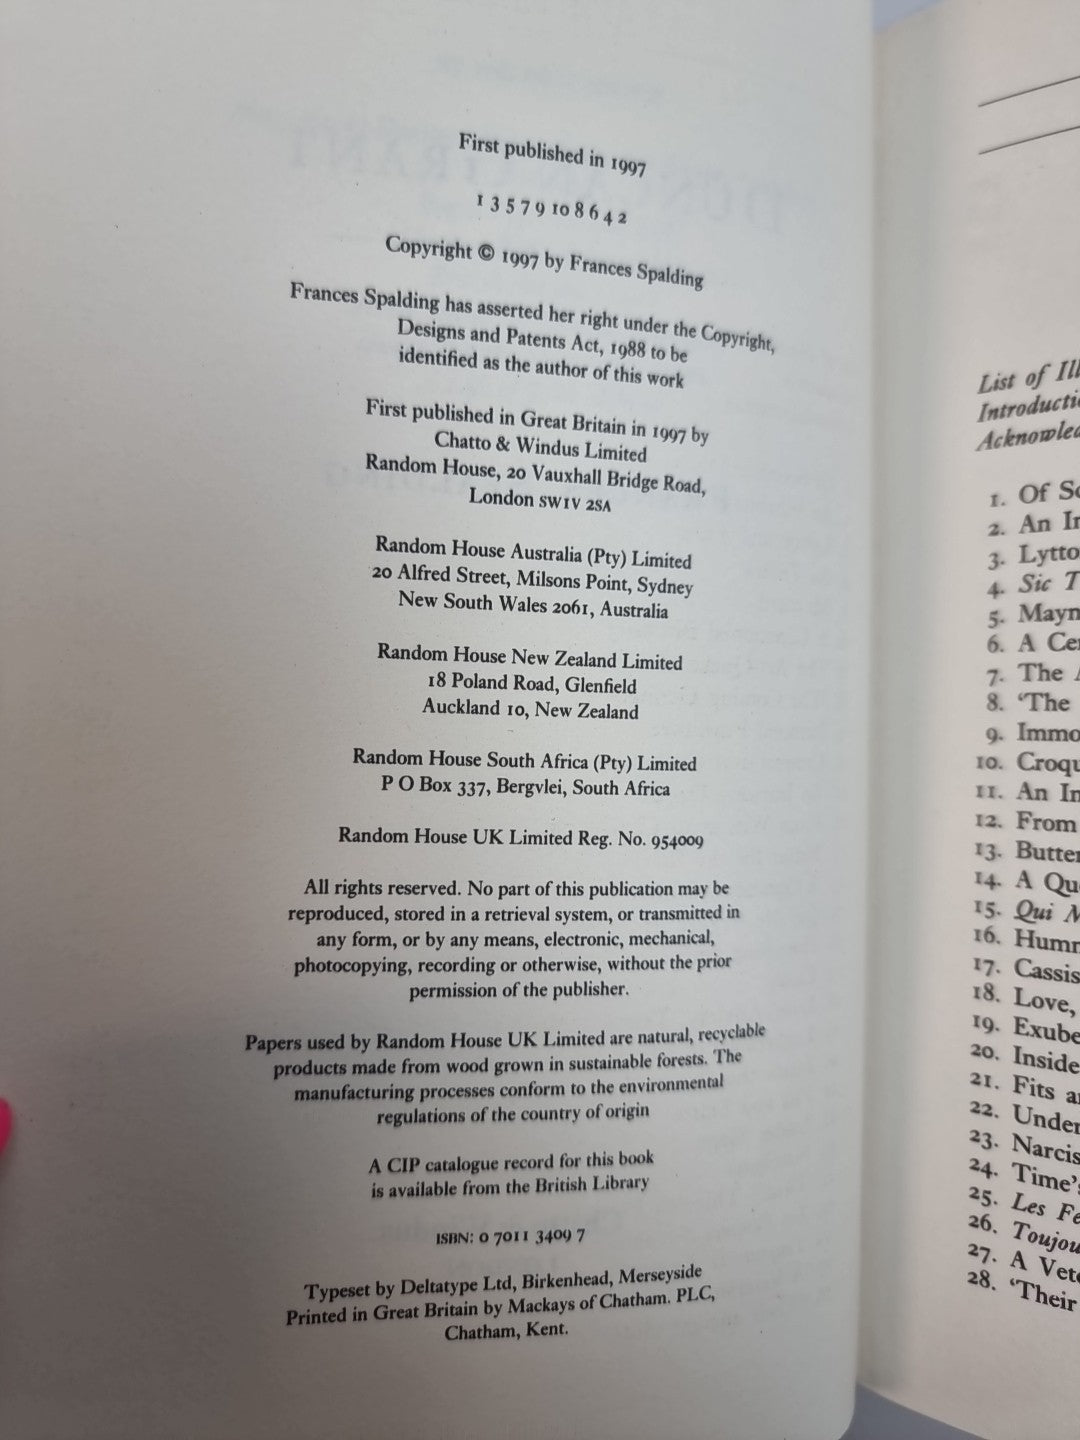 First published in 1997
1 3 5 7 9 10 8 6 4 2
Copyright © 1997 by Frances Spalding
Frances Spalding has asserted her right under the Copyright,
Designs and Patents Act, 1988 to be
identified as the author of this work
First published in Great Britain in 1997 by
Chatto & Windus Limited
Random House, 20 Vauxhall Bridge Road,
London SW1V 2SA
Random House Australia (Pty) Limited
20 Alfred Street, Milsons Point, Sydney
New South Wales 2061, Australia
Random House New Zealand Limited
18 Poland Road, Glenfield
Auckland 10, New Zealand
Random House South Africa (Pty) Limited
P O Box 337, Bergvlei, South Africa
Random House UK Limited Reg. No. 954009
All rights reserved. No part of this publication may be
reproduced, stored in a retrieval system, or transmitted in
any form, or by any means, electronic, mechanical,
photocopying, recording or otherwise, without the prior
permission of the publisher.
Papers used by Random House UK Limited are natural, recyclable
products made from wood grown in sustainable forests. The
manufacturing processes conform to the environmental
regulations of the country of origin
A CIP catalogue record for this book
is available from the British Library
ISBN: 0 7011 3409 7
Typeset by Deltatype Ltd, Birkenhead, Merseyside
Printed in Great Britain by Mackays of Chatham. PLC,
Chatham, Kent.
List of
1. Of
2. An
3.
4. Sic
5.
6. A
7. The
8. ‘The
9.
10.
11. An
12. From
13.
14. A
15. Qui
16.
17. Cassis
18. Love,
19.
20. Inside
21. Fits
22. Under
23.
24. Time’s
25. Les
26.
27. A
28. ‘Their